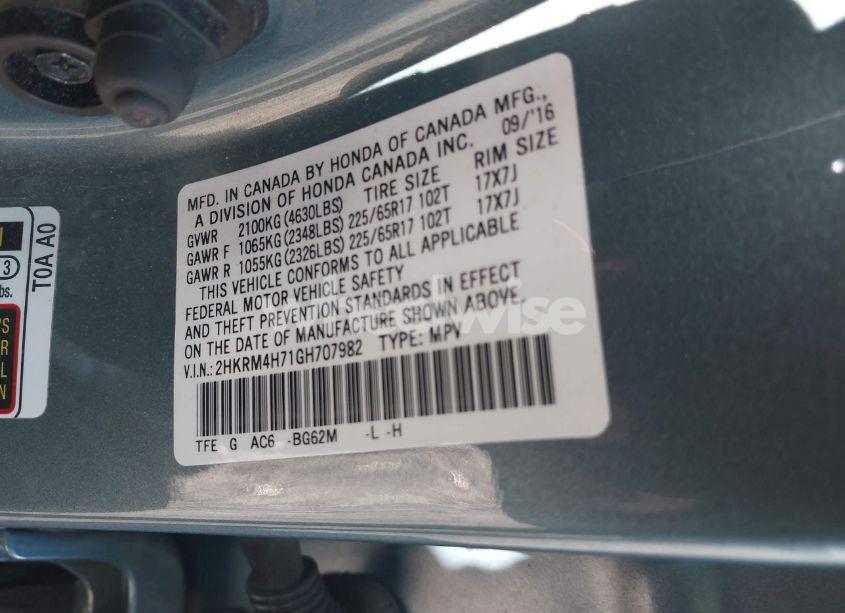 MFD. IN CANADA BY HONDA OF CANADA MFG.,
A DIVISION OF HONDA CANADA INC. 09/'16
TIRE SIZE RIM SIZE
GVWR 2100KG (4630LBS)
GAWR F 1065KG (2348LBS) 225/65R17 102T 17X7J
GAWR R 1055KG (2326LBS) 225/65R17 102T 17X7J
THIS VEHICLE CONFORMS TO ALL APPLICABLE
FEDERAL MOTOR VEHICLE SAFETY
AND THEFT PREVENTION STANDARDS IN EFFECT
ON THE DATE OF MANUFACTURE SHOWN ABOVE.
V.I.N.: 2HKRM4H71GH707982 TYPE: MPV
TFE G AC6 -BG62M -L -H
T0A A0
3
bs.
'S
R
L
N